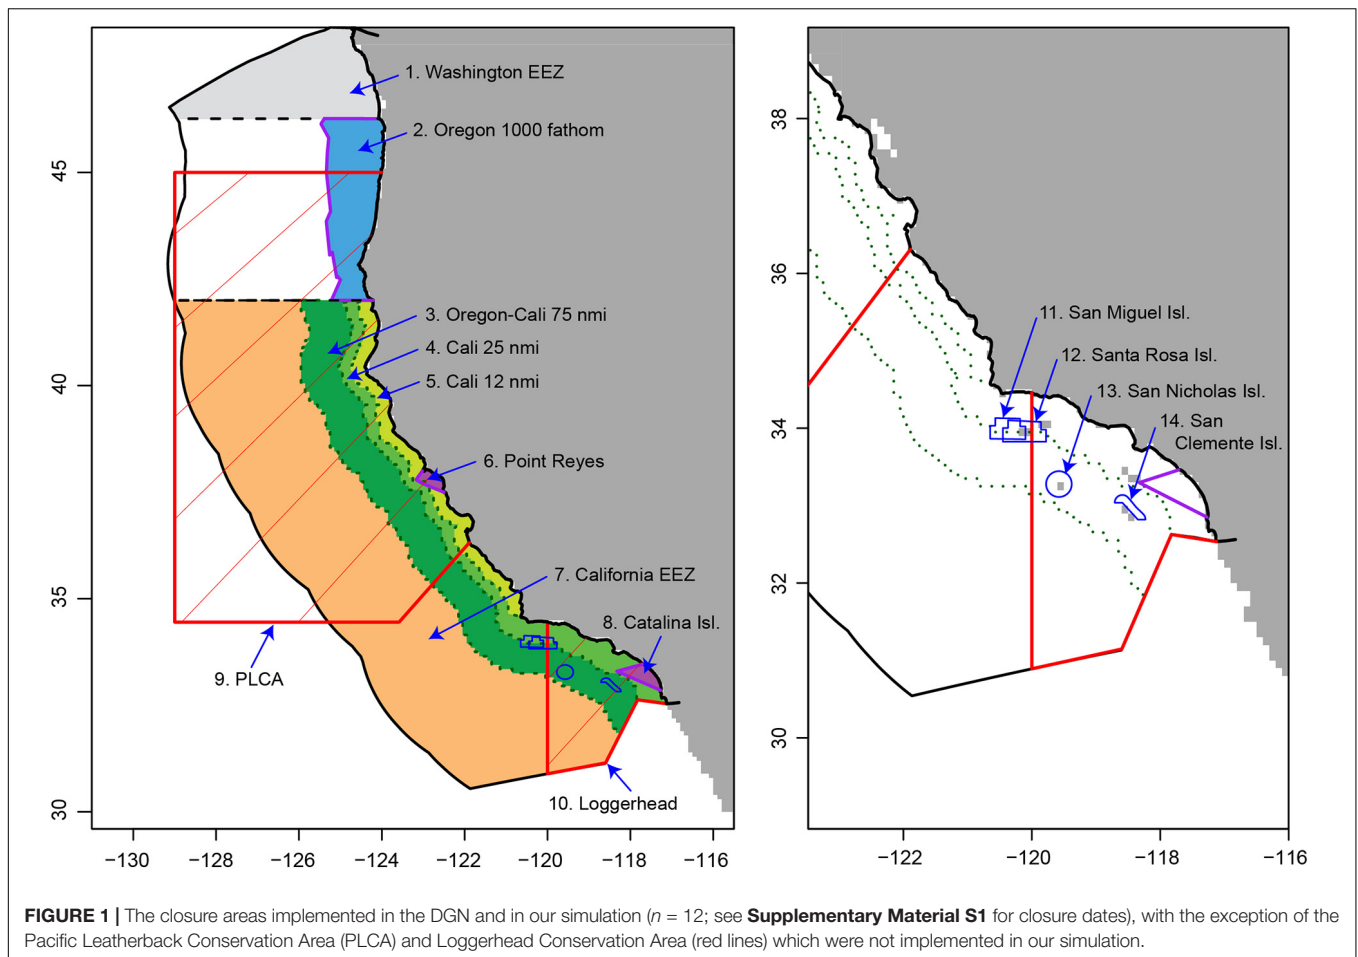 1. Washington EEZ
2. Oregon 1000 fathom
3. Oregon-Cali 75 nmi
4. Cali 25 nmi
5. Cali 12 nmi
6. Point Reyes
7. California EEZ
8. Catalina Isl.
9. PLCA
10. Loggerhead
45
40
35
30
−130
−128
−126
−124
−122
−120
−118
−116
11. San Miguel Isl.
12. Santa Rosa Isl.
13. San Nicholas Isl.
14. San
Clemente Isl.
38
36
34
32
30
−122
−120
−118
−116
FIGURE 1 | The closure areas implemented in the DGN and in our simulation (n = 12; see Supplementary Material S1 for closure dates), with the exception of the
Pacific Leatherback Conservation Area (PLCA) and Loggerhead Conservation Area (red lines) which were not implemented in our simulation.